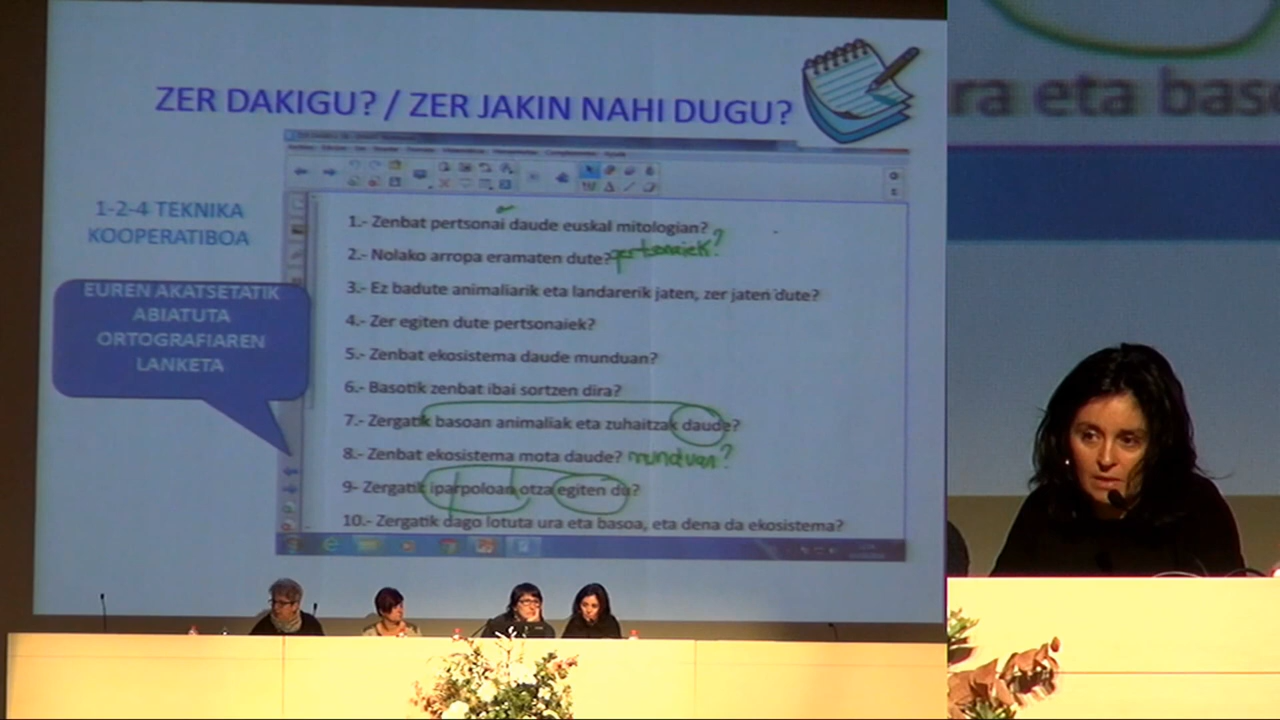 ZER DAKIGU? / ZER JAKIN NAHI DUGU?
1-2-4 TEKNIKA
KOOPERATIBOA
EUREN AKATSETATIK
ABIATUTA
ORTOGRAFIAREN
LANKETA
1.- Zenbat pertsonai daude euskal mitologian?
2.- Nolako arropa eramaten dute? pertsonaiek?
3.- Ez badute animaliarik eta landarerik jaten, zer jaten dute?
4.- Zer egiten dute pertsonaiek?
5.- Zenbat ekosistema daude munduan?
6.- Basotik zenbat ibai sortzen dira?
7.- Zergatik basoan animaliak eta zuhaitzak daude?
8.- Zenbat ekosistema mota daude? munduan?
9- Zergatik iparpoloan otza egiten du?
10.- Zergatik dago lotuta ura eta basoa, eta dena da ekosistema?
ra eta baso